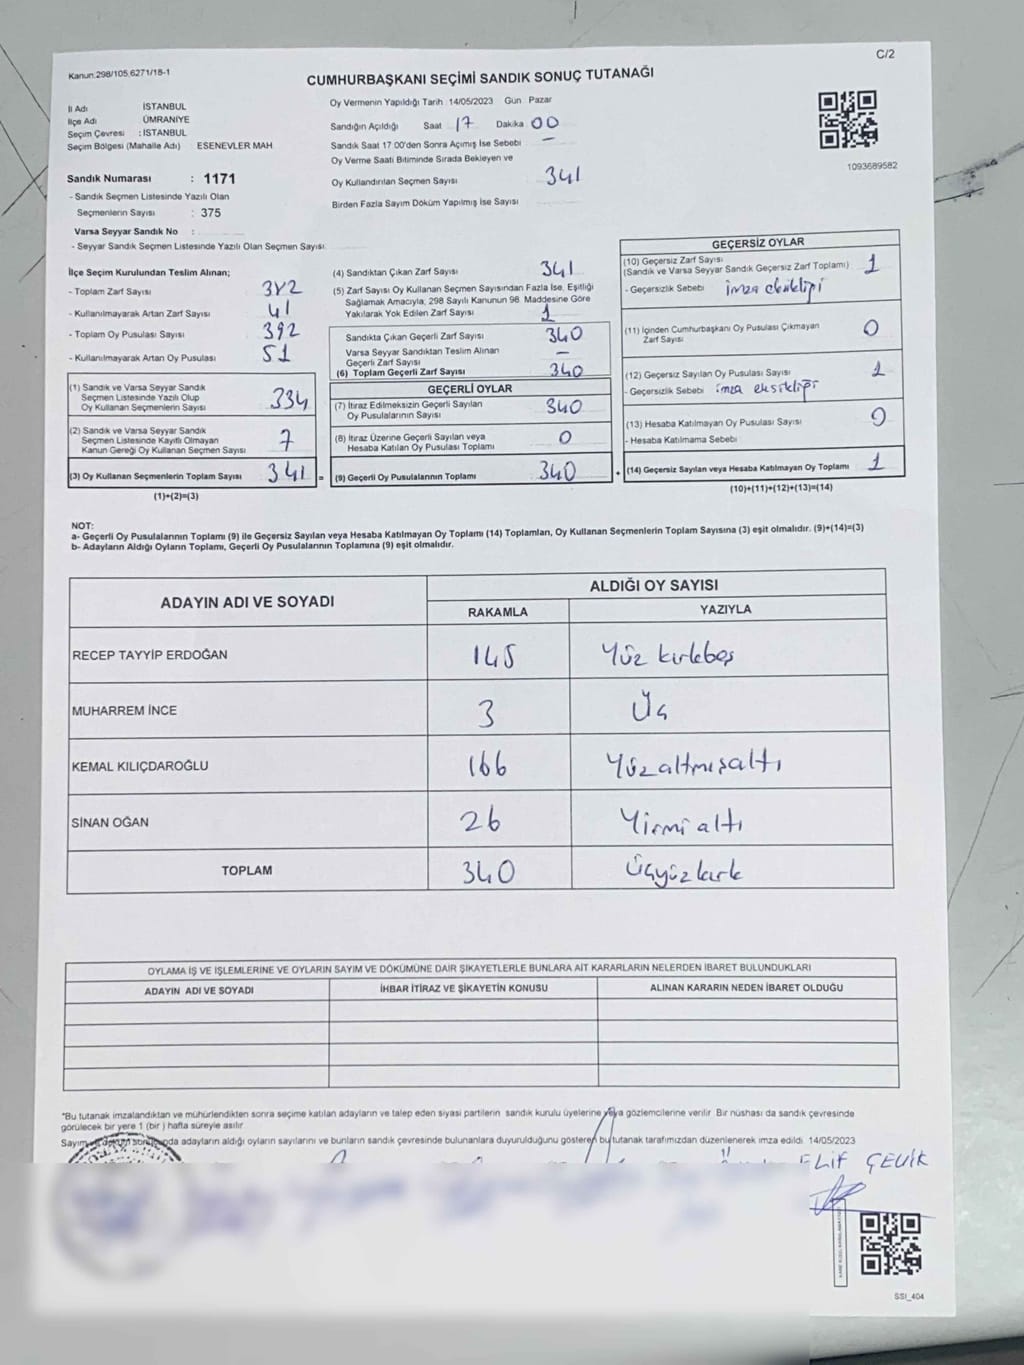 Kanun.298/105,6271/18-1
C/2
CUMHURBAŞKANI SEÇİMİ SANDIK SONUÇ TUTANAĞI
İl Adı İSTANBUL
İlçe Adı ÜMRANİYE
Seçim Çevresi : İSTANBUL
Seçim Bölgesi (Mahalle Adı) ESENEVLER MAH
Sandık Numarası : 1171
- Sandık Seçmen Listesinde Yazılı Olan
Seçmenlerin Sayısı : 375
Varsa Seyyar Sandık No :
- Seyyar Sandık Seçmen Listesinde Yazılı Olan Seçmen Sayısı
Oy Vermenin Yapıldığı Tarih 14/05/2023 Gün Pazar
Sandığın Açıldığı Saat 17 Dakika 00
Sandık Saat 17 00'den Sonra Açımış İse Sebebi —
Oy Verme Saati Bitiminde Sırada Bekleyen ve
Oy Kullandırılan Seçmen Sayısı 341
Birden Fazla Sayım Döküm Yapılmış İse Sayısı
1093689582
İlçe Seçim Kurulundan Teslim Alınan;
- Toplam Zarf Sayısı 382
- Kullanılmayarak Artan Zarf Sayısı 41
- Toplam Oy Pusulası Sayısı 392
- Kullanılmayarak Artan Oy Pusulası 51
(1) Sandık ve Varsa Seyyar Sandık
Seçmen Listesinde Yazılı Olup
Oy Kullanan Seçmenlerin Sayısı 334
(2) Sandık ve Varsa Seyyar Sandık
Seçmen Listesinde Kayıtlı Olmayan
Kanun Gereği Oy Kullanan Seçmen Sayısı 7
(3) Oy Kullanan Seçmenlerin Toplam Sayısı 341 =
(1)+(2)=(3)
(4) Sandıktan Çıkan Zarf Sayısı 341
(5) Zarf Sayısı Oy Kullanan Seçmen Sayısından Fazla İse, Eşitliği
Sağlamak Amacıyla, 298 Sayılı Kanunun 98. Maddesine Göre
Yakılarak Yok Edilen Zarf Sayısı 1
Sandıkta Çıkan Geçerli Zarf Sayısı 340
Varsa Seyyar Sandıktan Teslim Alınan
Geçerli Zarf Sayısı —
(6) Toplam Geçerli Zarf Sayısı 340
GEÇERLİ OYLAR
(7) İtiraz Edilmeksizin Geçerli Sayılan
Oy Pusulalarının Sayısı 340
(8) İtiraz Üzerine Geçerli Sayılan veya
Hesaba Katılan Oy Pusulası Toplamı 0
(9) Geçerli Oy Pusulalarının Toplamı 340 +
GEÇERSİZ OYLAR
(10) Geçersiz Zarf Sayısı
(Sandık ve Varsa Seyyar Sandık Geçersiz Zarf Toplamı) 1
- Geçersizlik Sebebi imza eksikliği
(11) İçinden Cumhurbaşkanı Oy Pusulası Çıkmayan
Zarf Sayısı 0
(12) Geçersiz Sayılan Oy Pusulası Sayısı 1
- Geçersizlik Sebebi imza eksikliği
(13) Hesaba Katılmayan Oy Pusulası Sayısı
- Hesaba Katılmama Sebebi
(14) Geçersiz Sayılan veya Hesaba Katılmayan Oy Toplamı 1
(10)+(11)+(12)+(13)=(14)
NOT:
a- Geçerli Oy Pusulalarının Toplamı (9) ile Geçersiz Sayılan veya Hesaba Katılmayan Oy Toplamı (14) Toplamları, Oy Kullanan Seçmenlerin Toplam Sayısına (3) eşit olmalıdır. (9)+(14)=(3)
b- Adayların Aldığı Oyların Toplamı, Geçerli Oy Pusulalarının Toplamına (9) eşit olmalıdır.
ADAYIN ADI VE SOYADI ALDIĞI OY SAYISI
RAKAMLA YAZIYLA
RECEP TAYYİP ERDOĞAN 145 Yüz kırkbeş
MUHARREM İNCE 3 Üç
KEMAL KILIÇDAROĞLU 166 Yüzaltmışaltı
SİNAN OĞAN 26 Yirmialtı
TOPLAM 340 Üçyüzkırk
OYLAMA İŞ VE İŞLEMLERİNE VE OYLARIN SAYIM VE DÖKÜMÜNE DAİR ŞİKAYETLERLE BUNLARA AİT KARARLARIN NELERDEN İBARET BULUNDUKLARI
ADAYIN ADI VE SOYADI İHBAR İTİRAZ VE ŞİKAYETİN KONUSU ALINAN KARARIN NEDEN İBARET OLDUĞU
*Bu tutanak imzalandıktan ve mühürlendikten sonra seçime katılan adayların ve talep eden siyasi partilerin sandık kurulu üyelerine veya gözlemcilerine verilir. Bir nüshası da sandık çevresinde
görülecek bir yere 1 (bir) hafta süreyle asılır
Sayım adayların aldığı oyların sayılarını ve bunların sandık çevresinde bulunanlara duyurulduğunu gösteren bu tutanak tarafımızdan düzenlenerek imza edildi. 14/05/2023
ELİF ÇEVİK
SSI_404